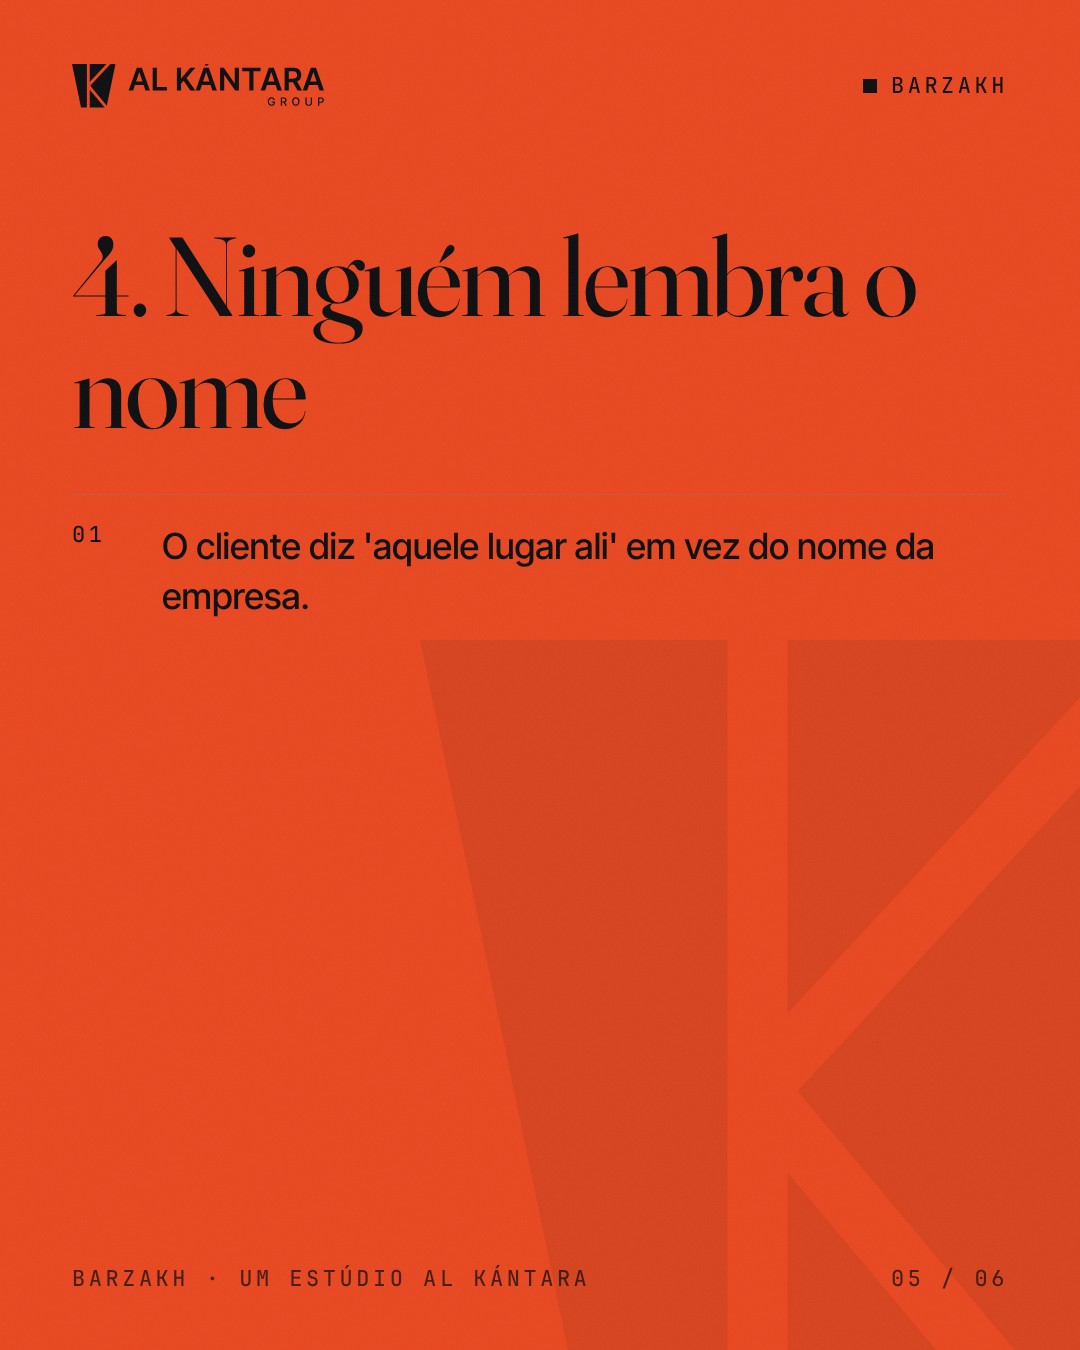 AL KÁNTARA
GROUP
BARZAKH
4. Ninguém lembra o
nome
01
O cliente diz 'aquele lugar ali' em vez do nome da
empresa.
BARZAKH · UM ESTÚDIO AL KÁNTARA
05 / 06